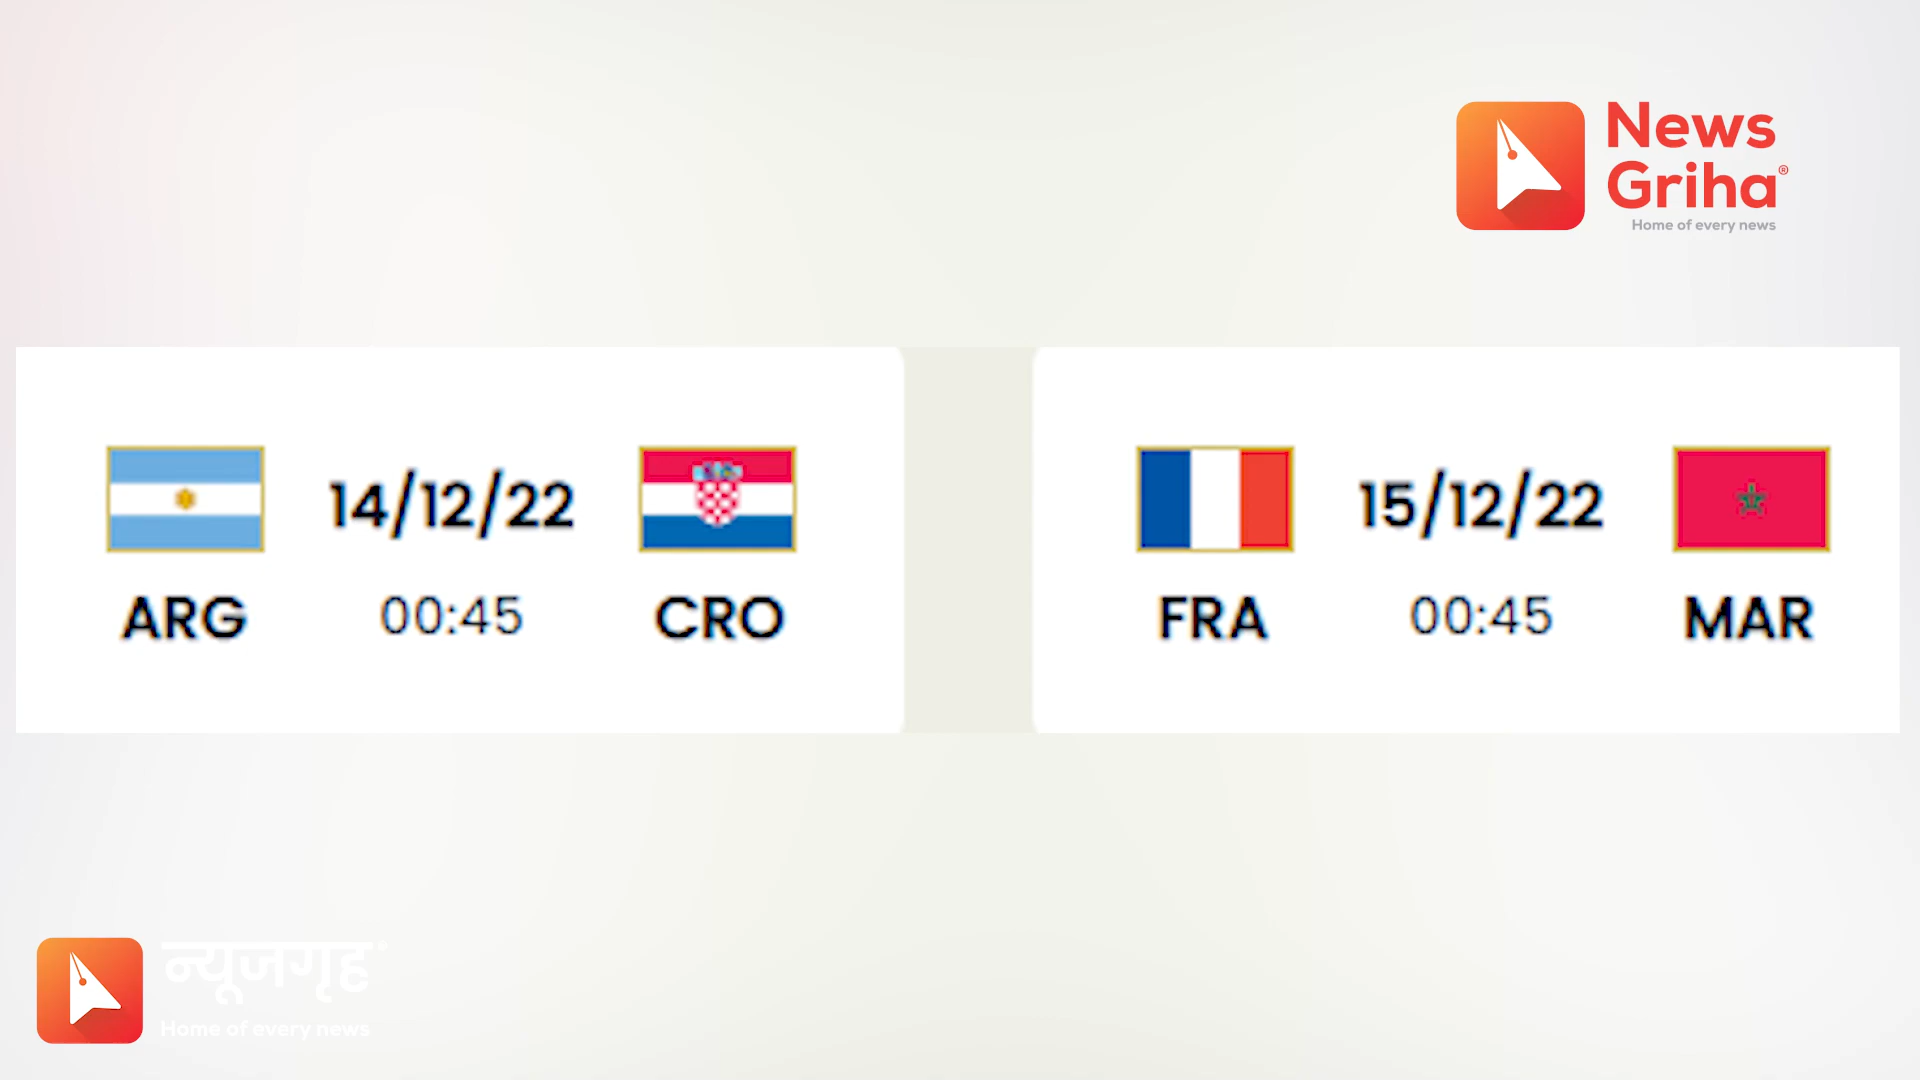 News
Griha®
Home of every news
14/12/22
ARG 00:45 CRO
15/12/22
FRA 00:45 MAR
न्यूजगृह®
Home of every news